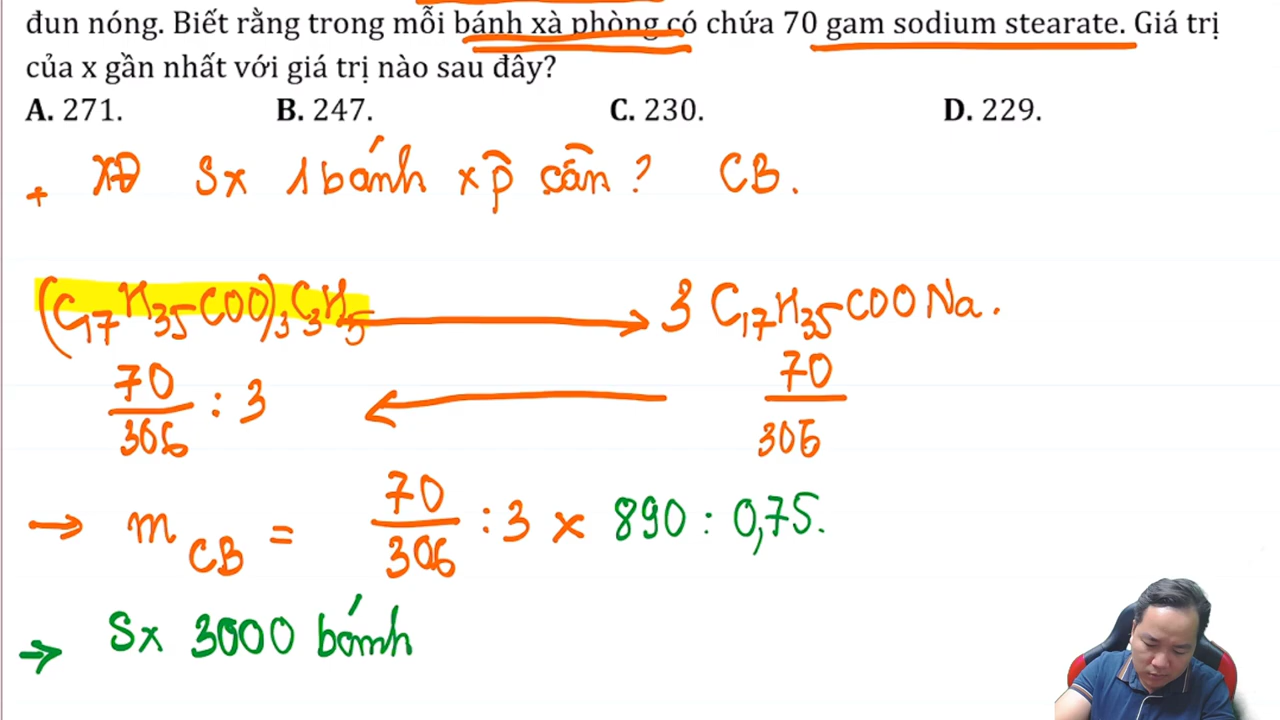 đun nóng. Biết rằng trong mỗi bánh xà phòng có chứa 70 gam sodium stearate. Giá trị
của x gần nhất với giá trị nào sau đây?
A. 271. B. 247. C. 230. D. 229.
+ XĐ Sx 1 bánh xp̂ cần ? CB.
(C17H35COO)3C3H5 → 3 C17H35COONa.
70/306 : 3 ← 70/306
→ mCB = 70/306 : 3 x 890 : 0,75.
→ Sx 3000 bánh